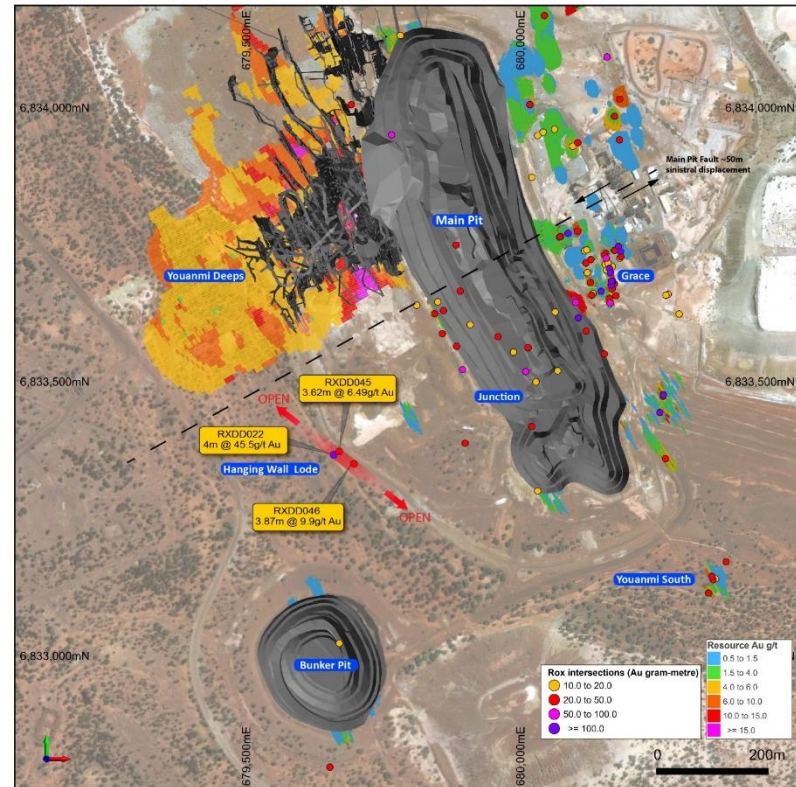 679,500mE
680,000mE
6,834,000mN
6,834,000mN
Main Pit Fault ~50m
sinistral displacement
Main Pit
Youanmi Deeps
Grace
6,833,500mN
6,833,500mN
RXDD045
3.62m @ 6.49g/t Au
OPEN
Junction
RXDD022
4m @ 45.5g/t Au
Hanging Wall Lode
RXDD046
3.87m @ 9.9g/t Au
OPEN
Youanmi South
6,833,000mN
6,833,000mN
Bunker Pit
Rox intersections (Au gram-metre)
10.0 to 20.0
20.0 to 50.0
50.0 to 100.0
>= 100.0
Resource Au g/t
0.5 to 1.5
1.5 to 4.0
4.0 to 6.0
6.0 to 10.0
10.0 to 15.0
>= 15.0
0 200m
679,500mE
680,000mE